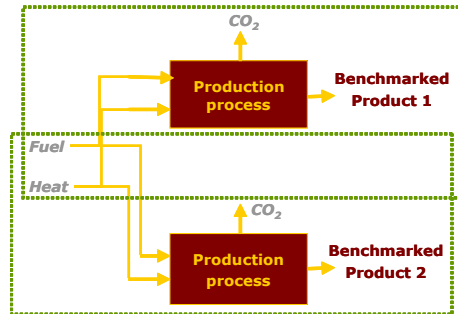 CO2
Production
process
Benchmarked
Product 1
Fuel
Heat
CO2
Production
process
Benchmarked
Product 2